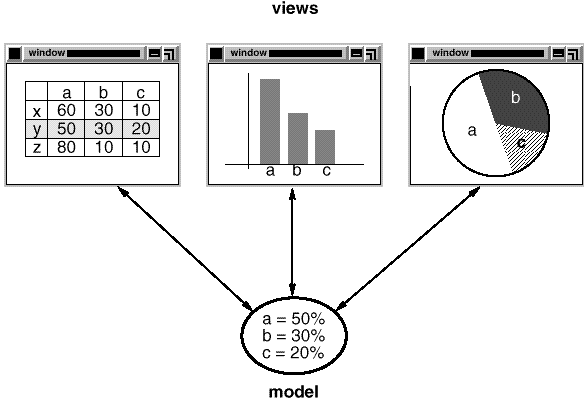 views
window
window
window
a b c
x 60 30 10
y 50 30 20
z 80 10 10
a b c
a
b
c
a = 50%
b = 30%
c = 20%
model